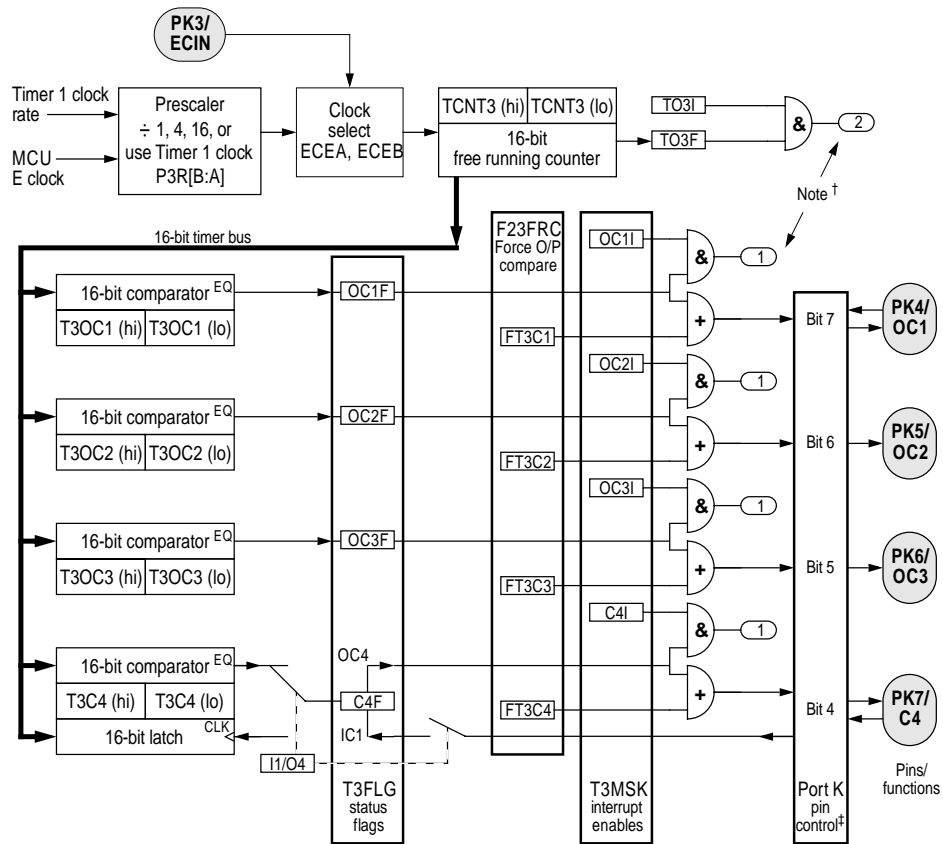 PK3/
ECIN
Timer 1 clock
rate
MCU
E clock
Prescaler
÷ 1, 4, 16, or
use Timer 1 clock
P3R[B:A]
Clock
select
ECEA, ECEB
TCNT3 (hi) TCNT3 (lo)
16-bit
free running counter
TO3I
TO3F
&
2
Note †
16-bit timer bus
F23FRC
Force O/P
compare
OC1I
&
1
16-bit comparator EQ
T3OC1 (hi) T3OC1 (lo)
OC1F
FT3C1
+
Bit 7
PK4/
OC1
OC2I
&
1
16-bit comparator EQ
T3OC2 (hi) T3OC2 (lo)
OC2F
FT3C2
+
Bit 6
PK5/
OC2
OC3I
&
1
16-bit comparator EQ
T3OC3 (hi) T3OC3 (lo)
OC3F
FT3C3
+
Bit 5
PK6/
OC3
C4I
&
1
16-bit comparator EQ
T3C4 (hi) T3C4 (lo)
16-bit latch CLK
OC4
C4F
IC1
I1/O4
FT3C4
+
Bit 4
PK7/
C4
Pins/
functions
T3FLG
status
flags
T3MSK
interrupt
enables
Port K
pin
control‡